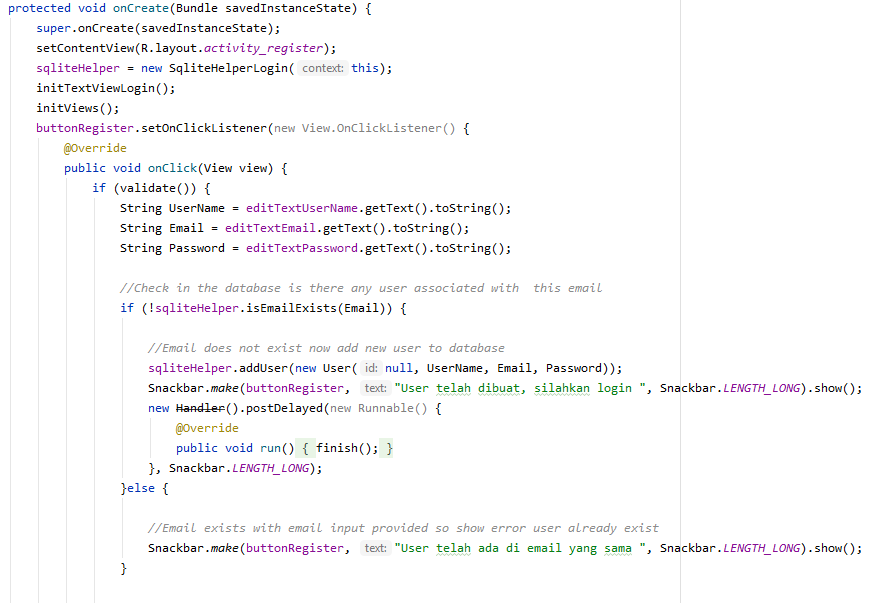 protected void onCreate(Bundle savedInstanceState) {
super.onCreate(savedInstanceState);
setContentView(R.layout.activity_register);
sqliteHelper = new SqliteHelperLogin( context: this);
initTextViewLogin();
initViews();
buttonRegister.setOnClickListener(new View.OnClickListener() {
@Override
public void onClick(View view) {
if (validate()) {
String UserName = editTextUserName.getText().toString();
String Email = editTextEmail.getText().toString();
String Password = editTextPassword.getText().toString();
//Check in the database is there any user associated with  this email
if (!sqliteHelper.isEmailExists(Email)) {
//Email does not exist now add new user to database
sqliteHelper.addUser(new User( id: null, UserName, Email, Password));
Snackbar.make(buttonRegister, text: "User telah dibuat, silahkan login ", Snackbar.LENGTH_LONG).show();
new Handler().postDelayed(new Runnable() {
@Override
public void run() { finish(); }
}, Snackbar.LENGTH_LONG);
}else {
//Email exists with email input provided so show error user already exist
Snackbar.make(buttonRegister, text: "User telah ada di email yang sama ", Snackbar.LENGTH_LONG).show();
}